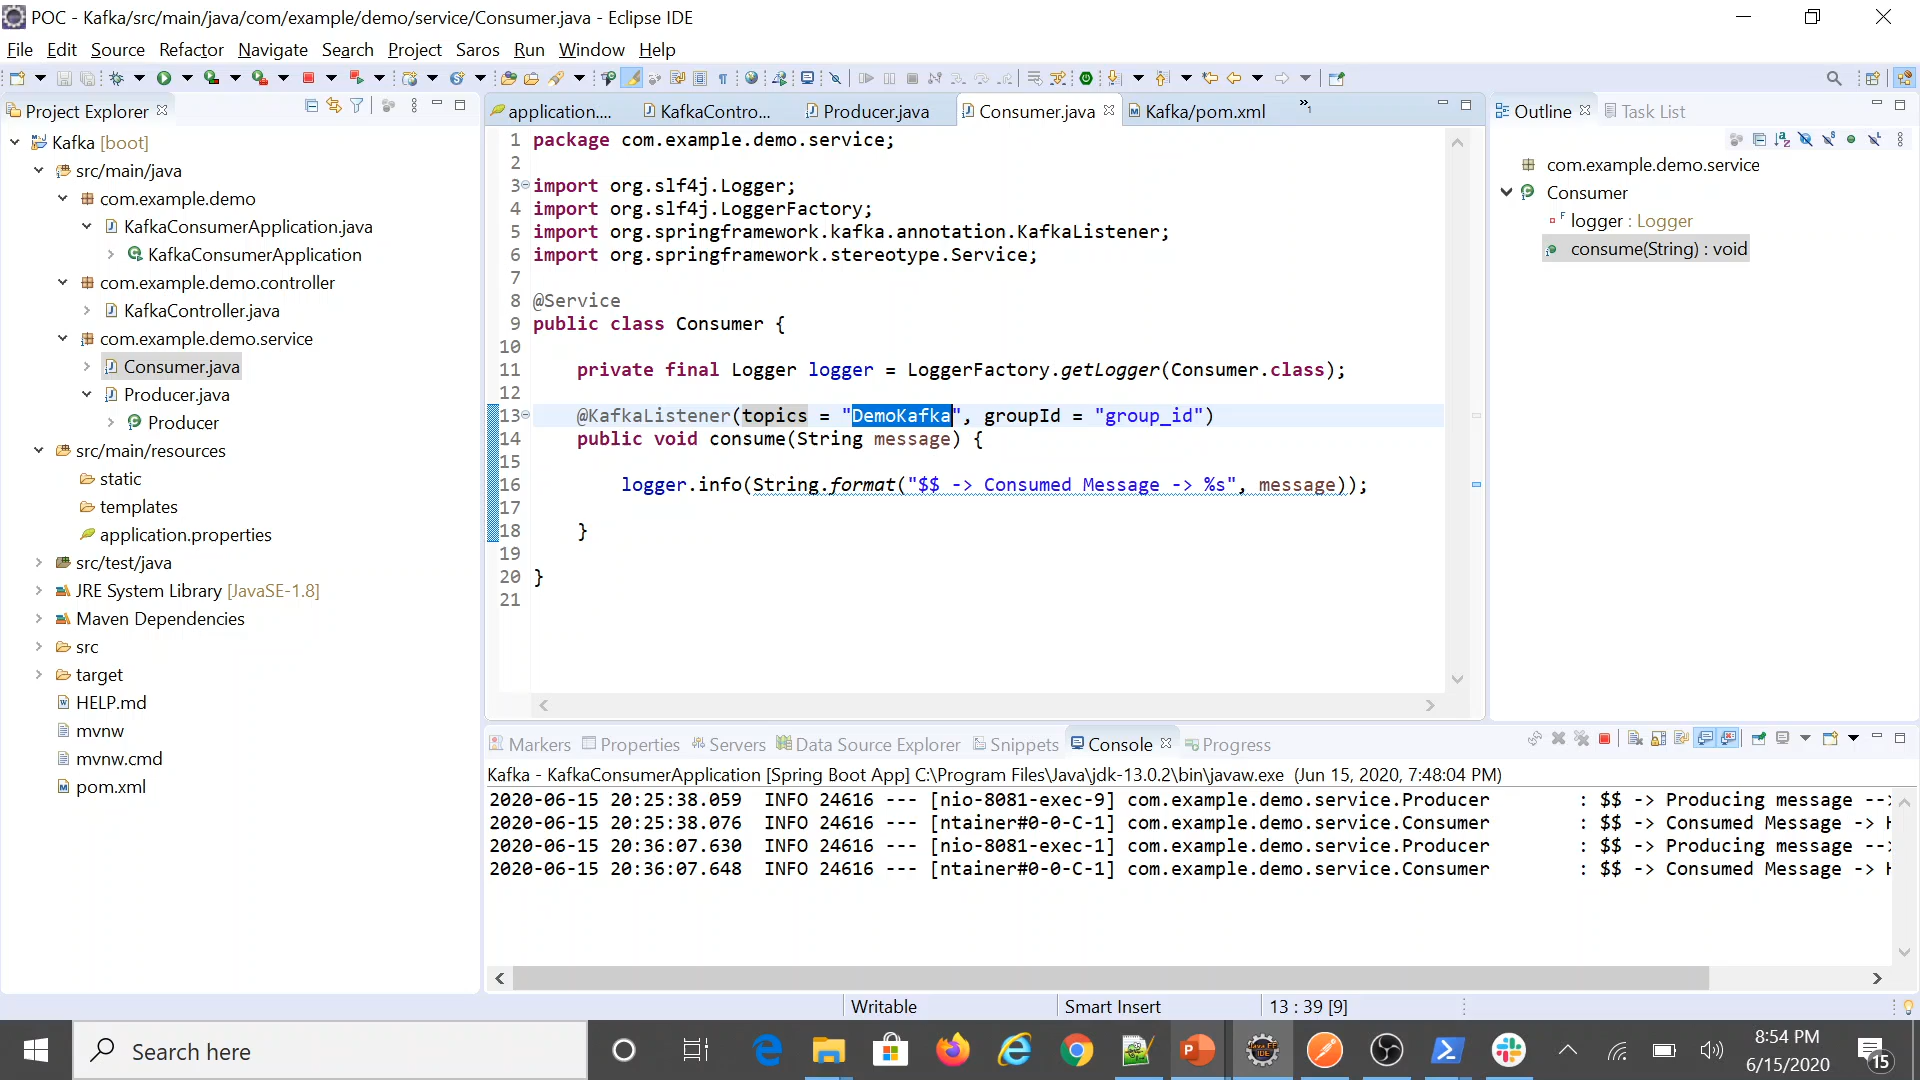 POC - Kafka/src/main/java/com/example/demo/service/Consumer.java - Eclipse IDE
File Edit Source Refactor Navigate Search Project Saros Run Window Help
Project Explorer
Kafka [boot]
src/main/java
com.example.demo
KafkaConsumerApplication.java
KafkaConsumerApplication
com.example.demo.controller
KafkaController.java
com.example.demo.service
Consumer.java
Producer.java
Producer
src/main/resources
static
templates
application.properties
src/test/java
JRE System Library [JavaSE-1.8]
Maven Dependencies
src
target
HELP.md
mvnw
mvnw.cmd
pom.xml
application.... KafkaContro... Producer.java Consumer.java Kafka/pom.xml »1
1 package com.example.demo.service;
2
3 import org.slf4j.Logger;
4 import org.slf4j.LoggerFactory;
5 import org.springframework.kafka.annotation.KafkaListener;
6 import org.springframework.stereotype.Service;
7
8 @Service
9 public class Consumer {
10
11 private final Logger logger = LoggerFactory.getLogger(Consumer.class);
12
13 @KafkaListener(topics = "DemoKafka", groupId = "group_id")
14 public void consume(String message) {
15
16 logger.info(String.format("$$ -> Consumed Message -> %s", message));
17
18 }
19
20 }
21
Outline Task List
com.example.demo.service
Consumer
logger : Logger
consume(String) : void
Markers Properties Servers Data Source Explorer Snippets Console Progress
Kafka - KafkaConsumerApplication [Spring Boot App] C:\Program Files\Java\jdk-13.0.2\bin\javaw.exe (Jun 15, 2020, 7:48:04 PM)
2020-06-15 20:25:38.059 INFO 24616 --- [nio-8081-exec-9] com.example.demo.service.Producer : $$ -> Producing message --
2020-06-15 20:25:38.076 INFO 24616 --- [ntainer#0-0-C-1] com.example.demo.service.Consumer : $$ -> Consumed Message ->
2020-06-15 20:36:07.630 INFO 24616 --- [nio-8081-exec-1] com.example.demo.service.Producer : $$ -> Producing message --
2020-06-15 20:36:07.648 INFO 24616 --- [ntainer#0-0-C-1] com.example.demo.service.Consumer : $$ -> Consumed Message ->
Writable Smart Insert 13 : 39 [9]
Search here
8:54 PM
6/15/2020
15